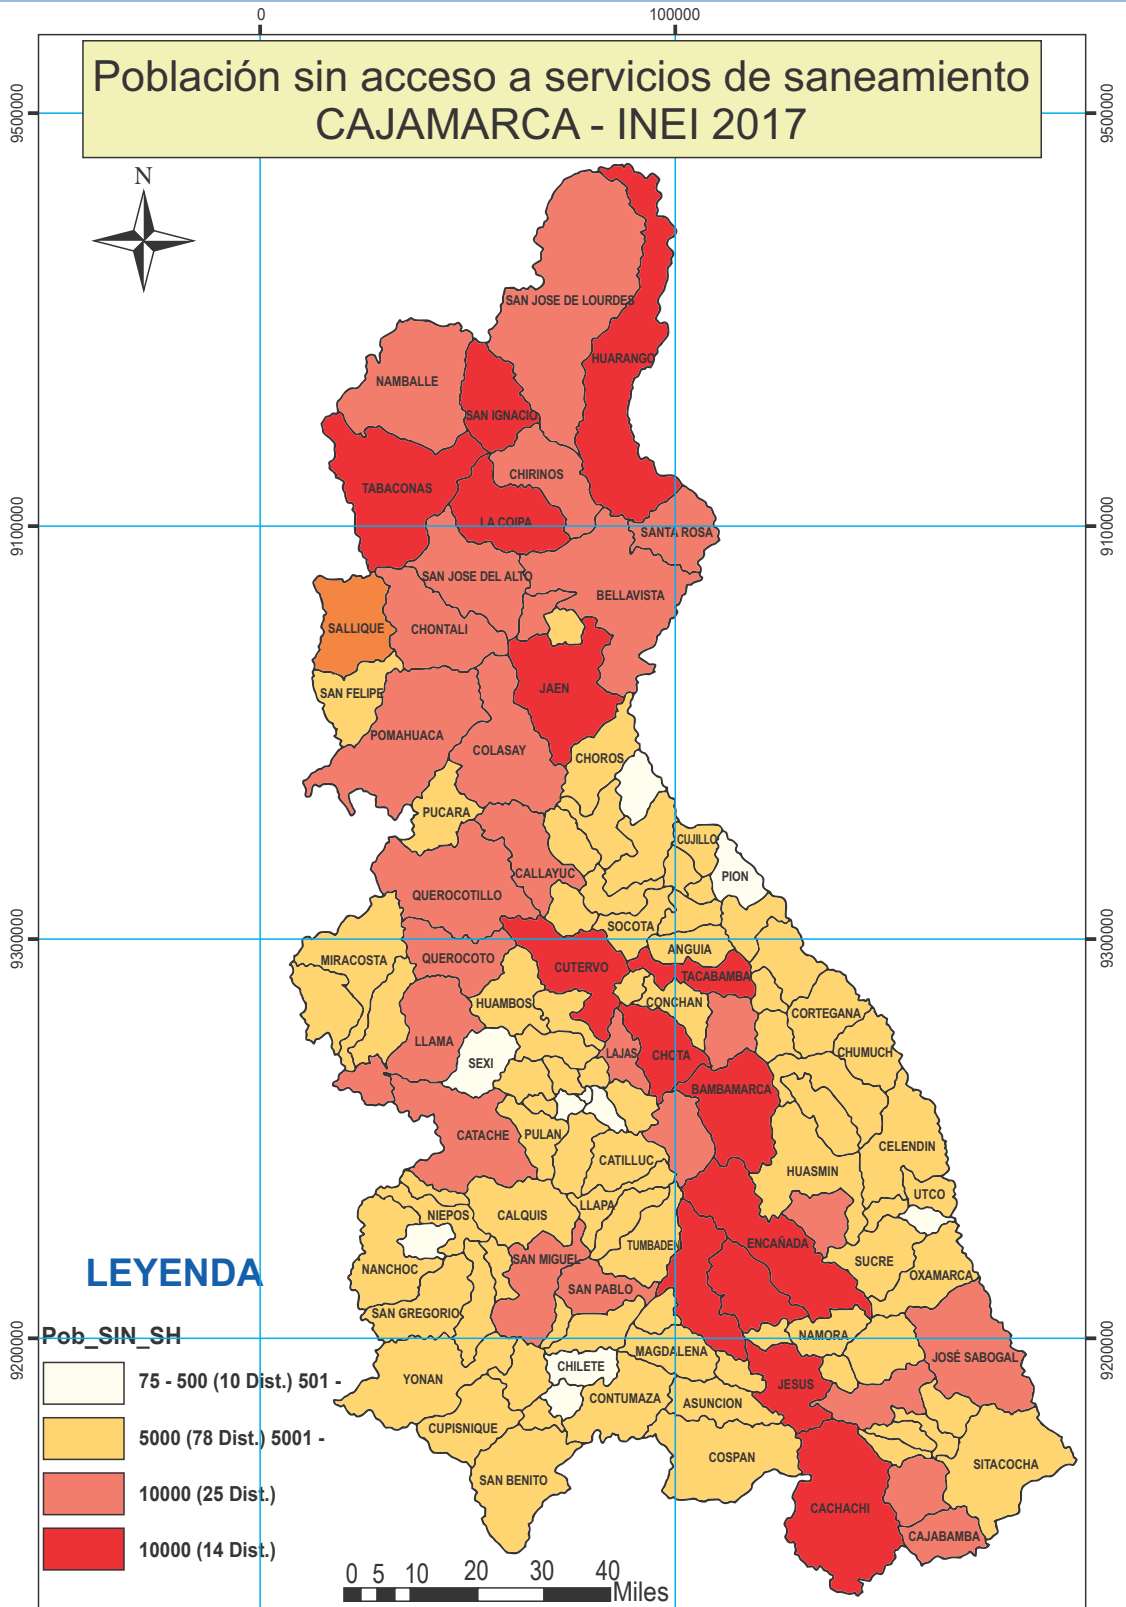 0 100000
Población sin acceso a servicios de saneamiento
CAJAMARCA - INEI 2017
9500000 9500000
N
SAN JOSE DE LOURDES
HUARANGO
NAMBALLE
SAN IGNACIO
CHIRINOS
TABACONAS
LA COIPA
9100000 9100000
SANTA ROSA
SAN JOSE DEL ALTO
BELLAVISTA
SALLIQUE
CHONTALI
JAEN
SAN FELIPE
POMAHUACA
COLASAY
CHOROS
PUCARA
CUJILLO
CALLAYUC
PION
QUEROCOTILLO
SOCOTA
9300000 9300000
ANGUIA
MIRACOSTA
QUEROCOTO
CUTERVO
TACABAMBA
HUAMBOS
CONCHAN
CORTEGANA
LLAMA
LAJAS
CHOTA
CHUMUCH
SEXI
BAMBAMARCA
CATACHE
PULAN
CELENDIN
CATILLUC
HUASMIN
UTCO
LLAPA
NIEPOS
CALQUIS
TUMBADEN
ENCAÑADA
SAN MIGUEL
SUCRE
NANCHOC
OXAMARCA
LEYENDA
SAN PABLO
SAN GREGORIO
Pob_SIN_SH
NAMORA
9200000 9200000
MAGDALENA
JOSÉ SABOGAL
CHILETE
75 - 500 (10 Dist.) 501 -
YONAN
JESUS
CONTUMAZA
ASUNCION
CUPISNIQUE
5000 (78 Dist.) 5001 -
COSPAN
SITACOCHA
SAN BENITO
10000 (25 Dist.)
CACHACHI
CAJABAMBA
10000 (14 Dist.)
0 5 10 20 30 40
Miles